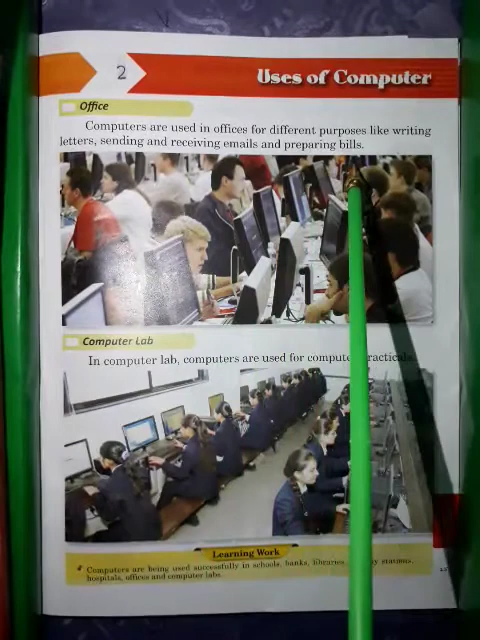 2
Uses of Computer
Office
Computers are used in offices for different purposes like writing
letters, sending and receiving emails and preparing bills.
Computer Lab
In computer lab, computers are used for
Learning Work
Computers are being used successfully in schools, banks, libraries,
hospitals, offices and computer labs.